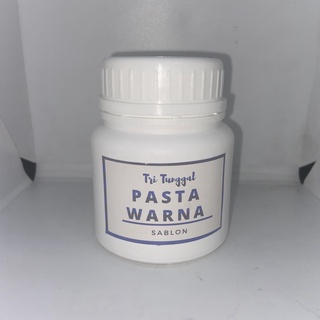 Tri Tunggal
PASTA
WARNA
SABLON